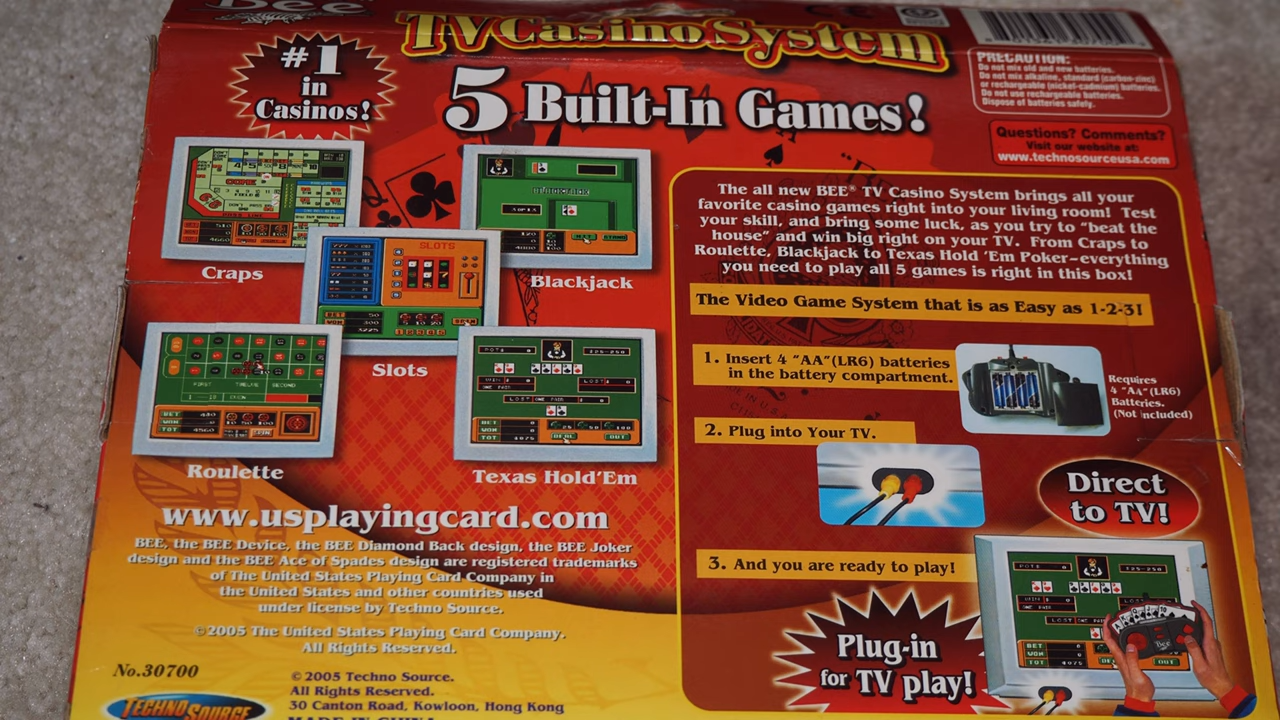 Bee
TV Casino System
#1
in
Casinos!
5 Built-In Games!
PRECAUTION:
Do not mix old and new batteries.
Do not mix alkaline, standard (carbon-zinc)
or rechargeable (nickel-cadmium) batteries.
Do not use rechargeable batteries.
Dispose of batteries safely.
Questions? Comments?
Visit our website at:
www.technosourceusa.com
Craps
Blackjack
SLOTS
Slots
Roulette
Texas Hold'Em
The all new BEE® TV Casino System brings all your
favorite casino games right into your living room! Test
your skill, and bring some luck, as you try to "beat the
house" and win big right on your TV. From Craps to
Roulette, Blackjack to Texas Hold 'Em Poker-everything
you need to play all 5 games is right in this box!
The Video Game System that is as Easy as 1-2-3!
1. Insert 4 "AA"(LR6) batteries
in the battery compartment.
Requires
4 "AA"(LR6)
Batteries.
(Not Included)
2. Plug into Your TV.
Direct
to TV!
3. And you are ready to play!
Plug-in
for TV play!
www.usplayingcard.com
BEE, the BEE Device, the BEE Diamond Back design, the BEE Joker
design and the BEE Ace of Spades design are registered trademarks
of The United States Playing Card Company in
the United States and other countries used
under license by Techno Source.
©2005 The United States Playing Card Company.
All Rights Reserved.
No.30700
TECHNO SOURCE
©2005 Techno Source.
All Rights Reserved.
30 Canton Road, Kowloon, Hong Kong
MADE IN CHINA